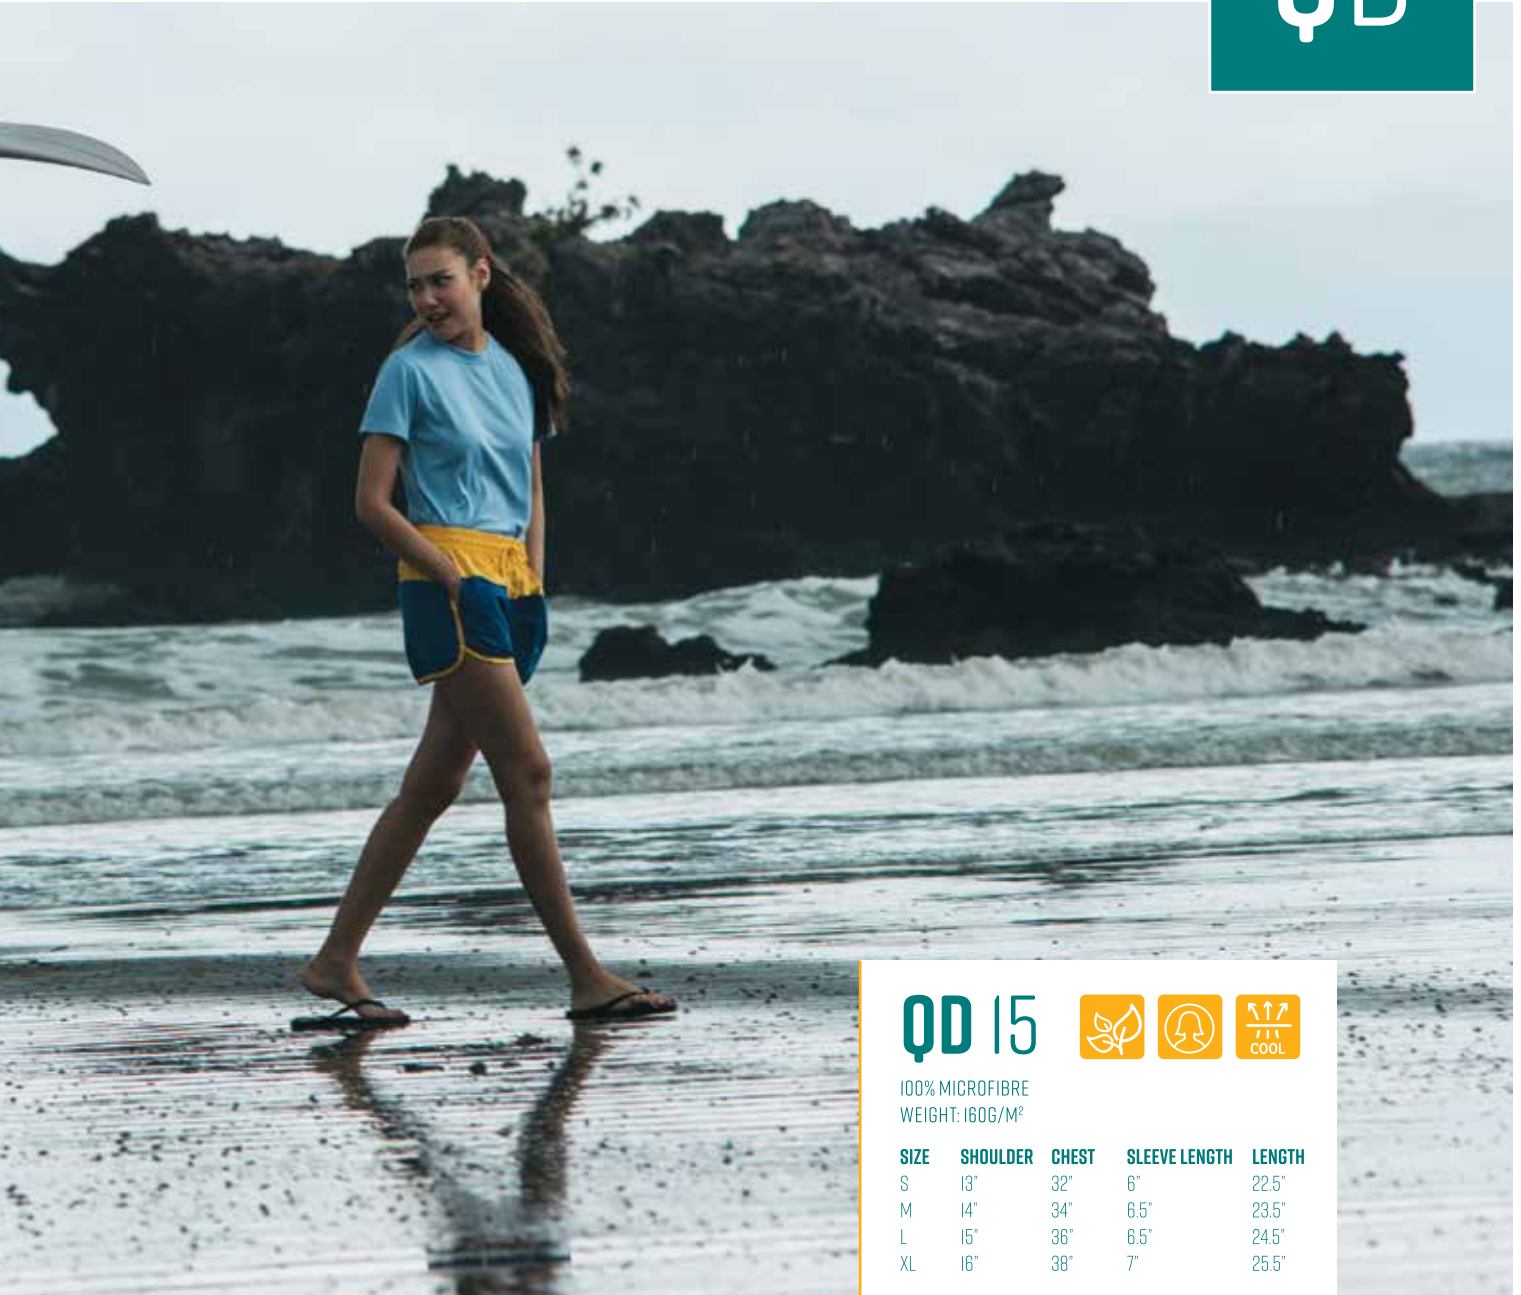 QD
QD 15
COOL
100% MICROFIBRE
WEIGHT: 160G/M²
SIZE SHOULDER CHEST SLEEVE LENGTH LENGTH
S 13" 32" 6" 22.5"
M 14" 34" 6.5" 23.5"
L 15" 36" 6.5" 24.5"
XL 16" 38" 7" 25.5"